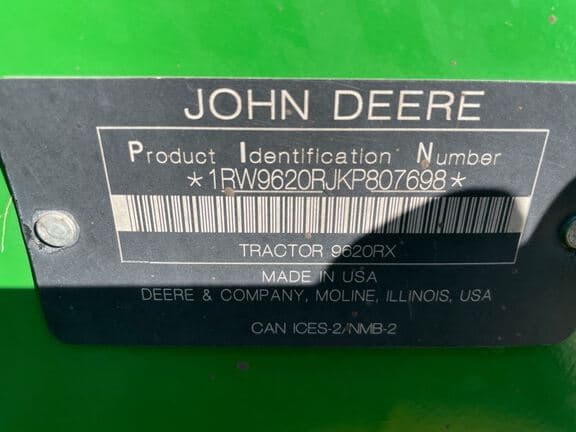 JOHN DEERE
Product Identification Number
*1RW9620RJKP807698*
TRACTOR 9620RX
MADE IN USA
DEERE & COMPANY, MOLINE, ILLINOIS, USA
CAN ICES-2/NMB-2